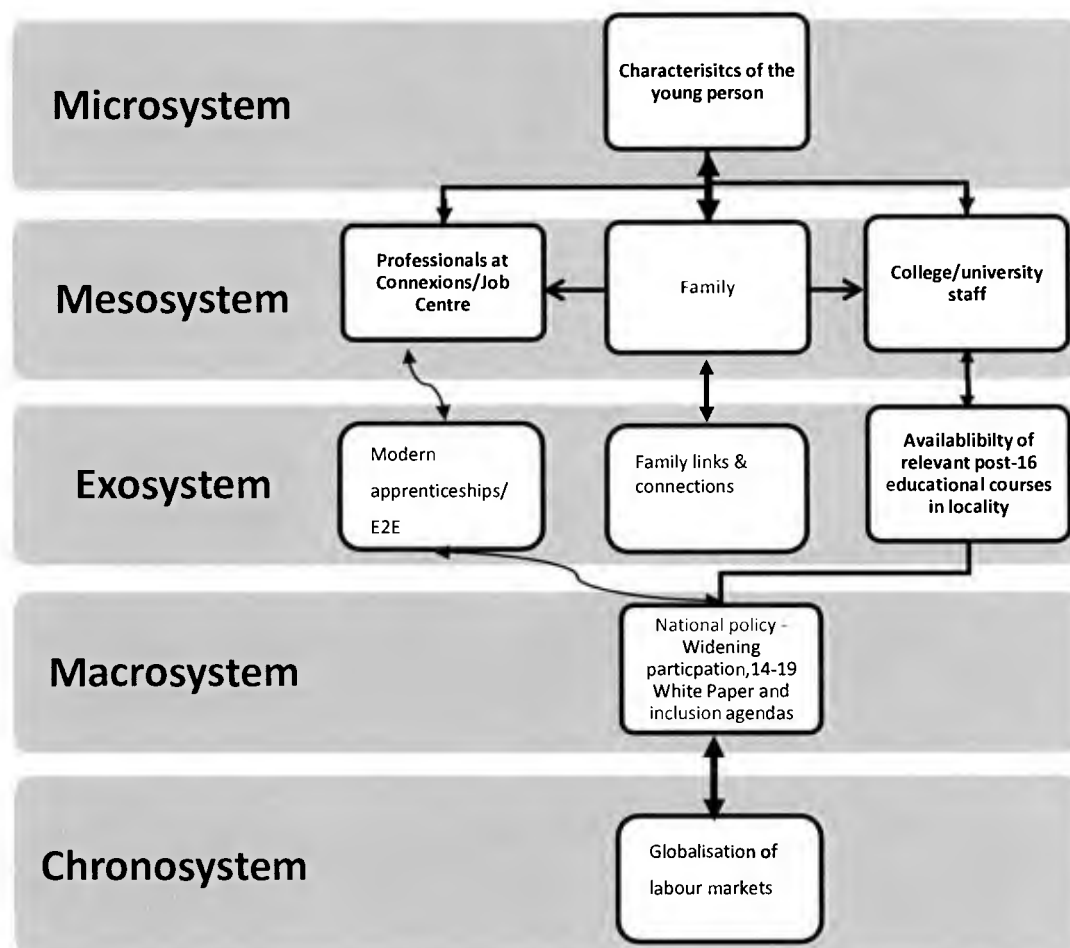 Microsystem
Characterisitcs of the
young person
Mesosystem
Professionals at
Connexions/Job
Centre
Family
College/university
staff
Exosystem
Modern
apprenticeships/
E2E
Family links &
connections
Availablibilty of
relevant post-16
educational courses
in locality
Macrosystem
National policy -
Widening
particpation,14-19
White Paper and
inclusion agendas
Chronosystem
Globalisation of
labour markets